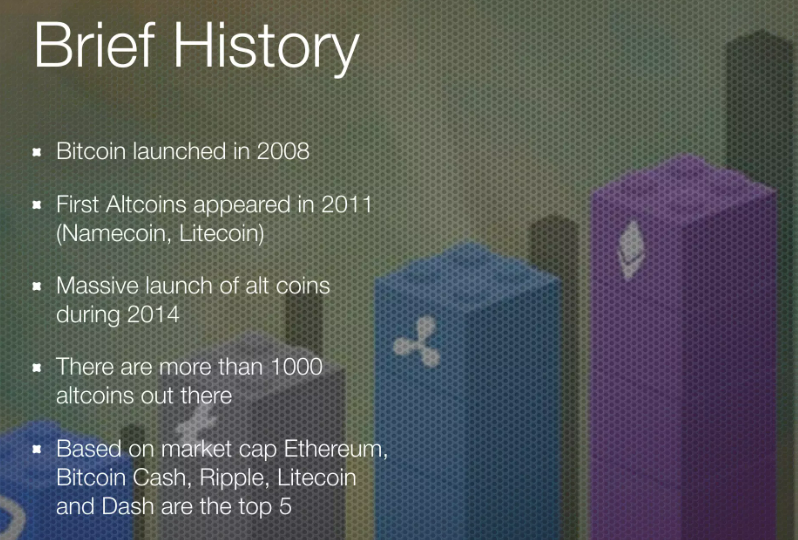 Brief History
Bitcoin launched in 2008
First Altcoins appeared in 2011
(Namecoin, Litecoin)
Massive launch of alt coins
during 2014
There are more than 1000
altcoins out there
Based on market cap Ethereum,
Bitcoin Cash, Ripple, Litecoin
and Dash are the top 5